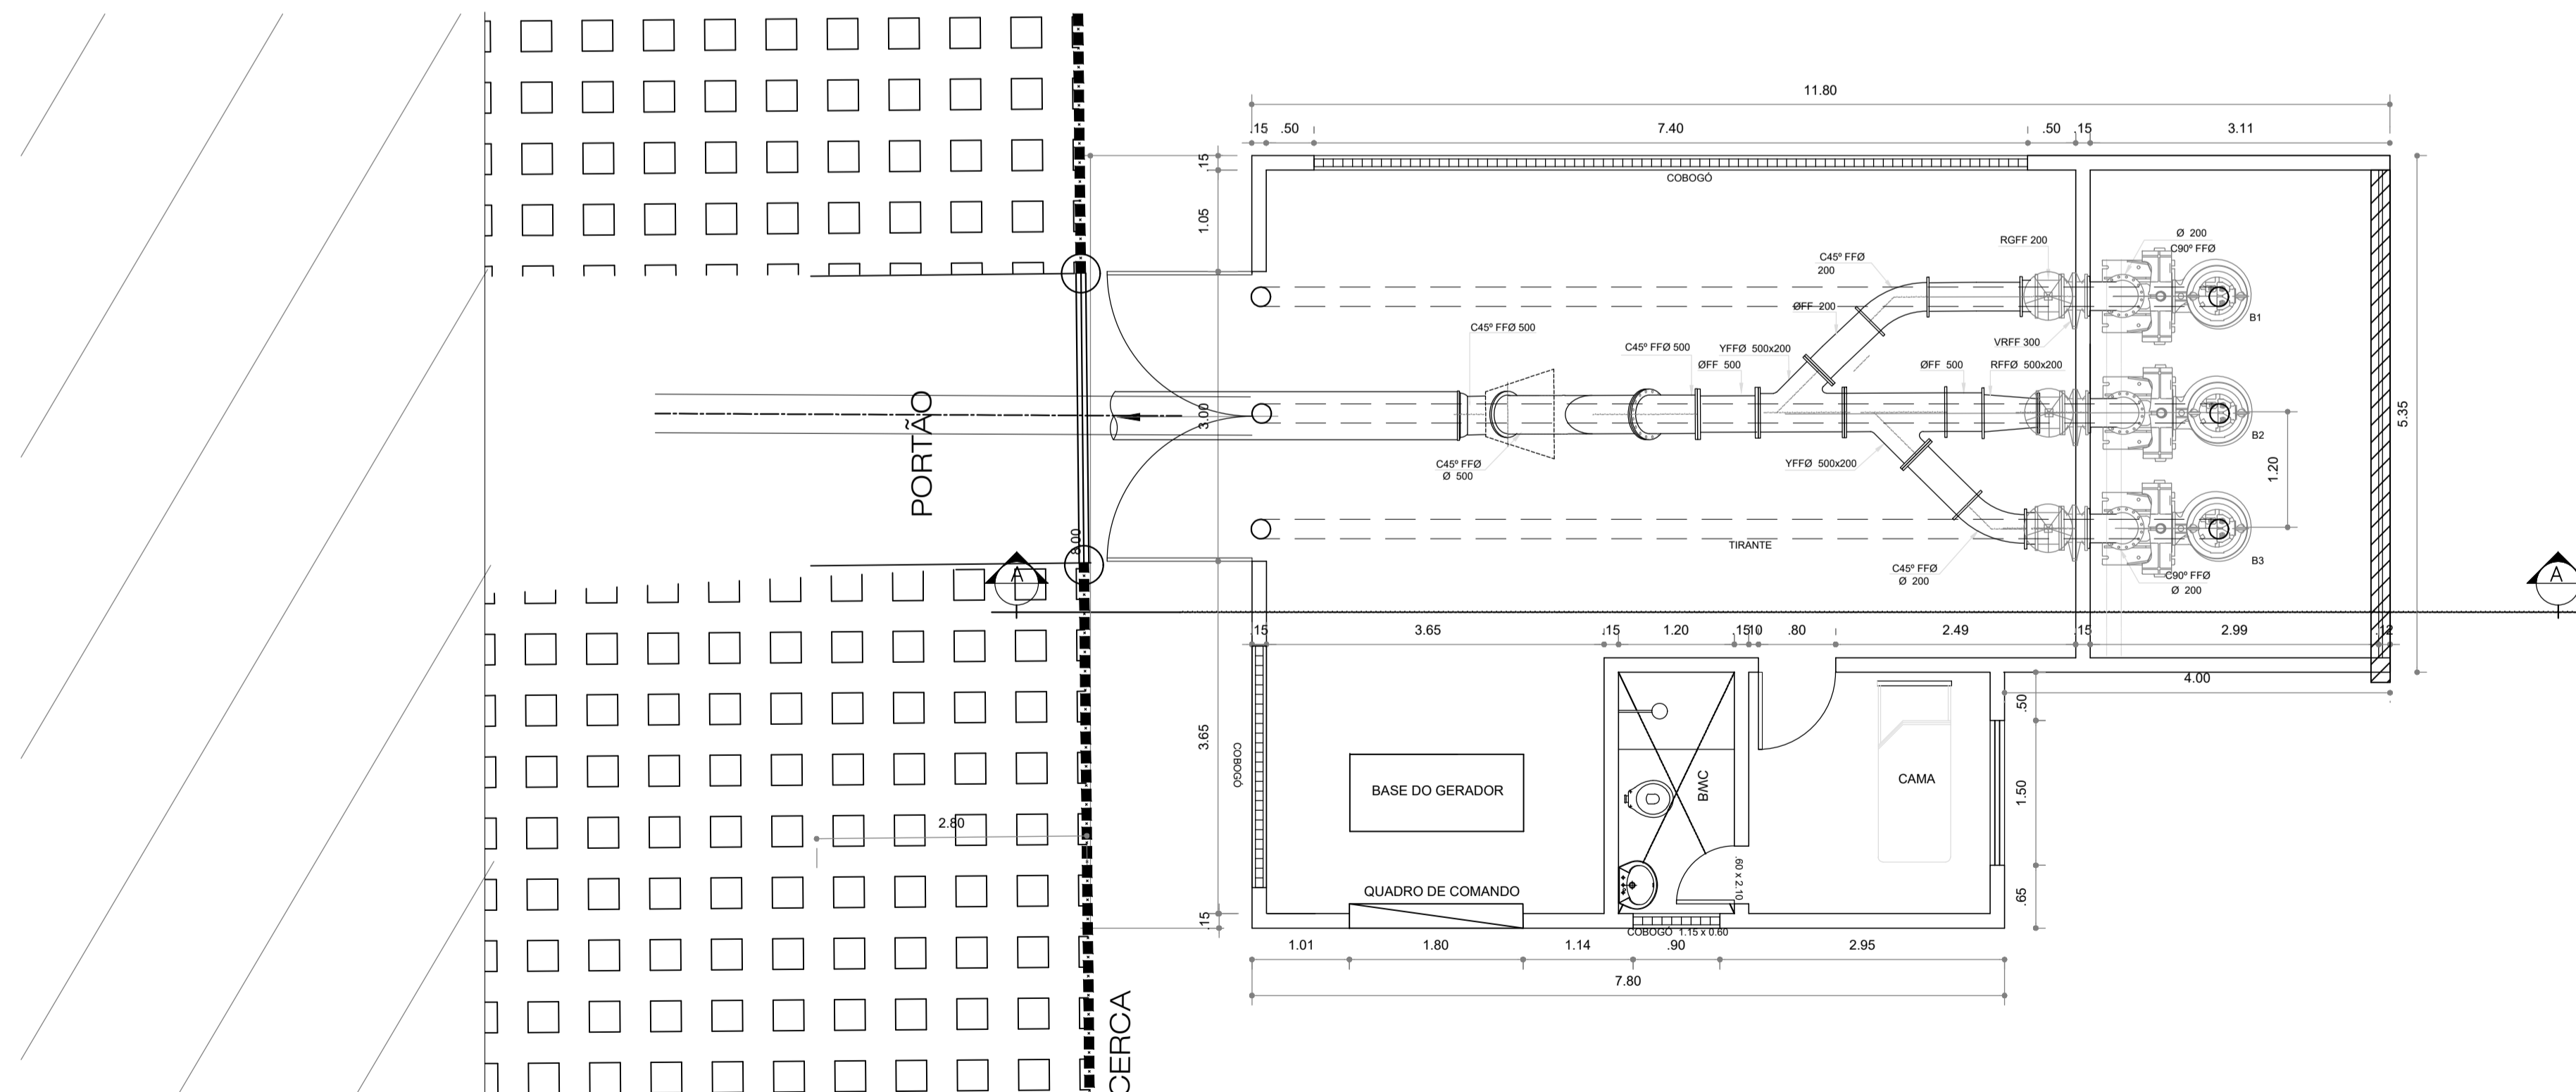 11.80
.15 .50 7.40 .50 .15 3.11
.15
COBOGÓ
1.05
Ø 200
C90º FFØ
RGFF 200
C45º FFØ
200
ØFF 200
B1
C45º FFØ 500
VRFF 300
C45º FFØ 500
YFFØ 500x200
ØFF 500
ØFF 500
RFFØ 500x200
PORTÃO
3.00
5.35
B2
C45º FFØ
Ø 500
YFFØ 500x200
1.20
8.00
TIRANTE
B3
A
C45º FFØ
Ø 200
C90º FFØ
Ø 200
A
.15 3.65 .15 1.20 .15 .10 .80 2.49 .15 2.99 .12
4.00
.50
3.65
COBOGÓ
BWC
CAMA
BASE DO GERADOR
1.50
2.80
.60 x 2.10
QUADRO DE COMANDO
.65
.15
COBOGÓ 1.15 x 0.60
1.01 1.80 1.14 .90 2.95
7.80
CERCA